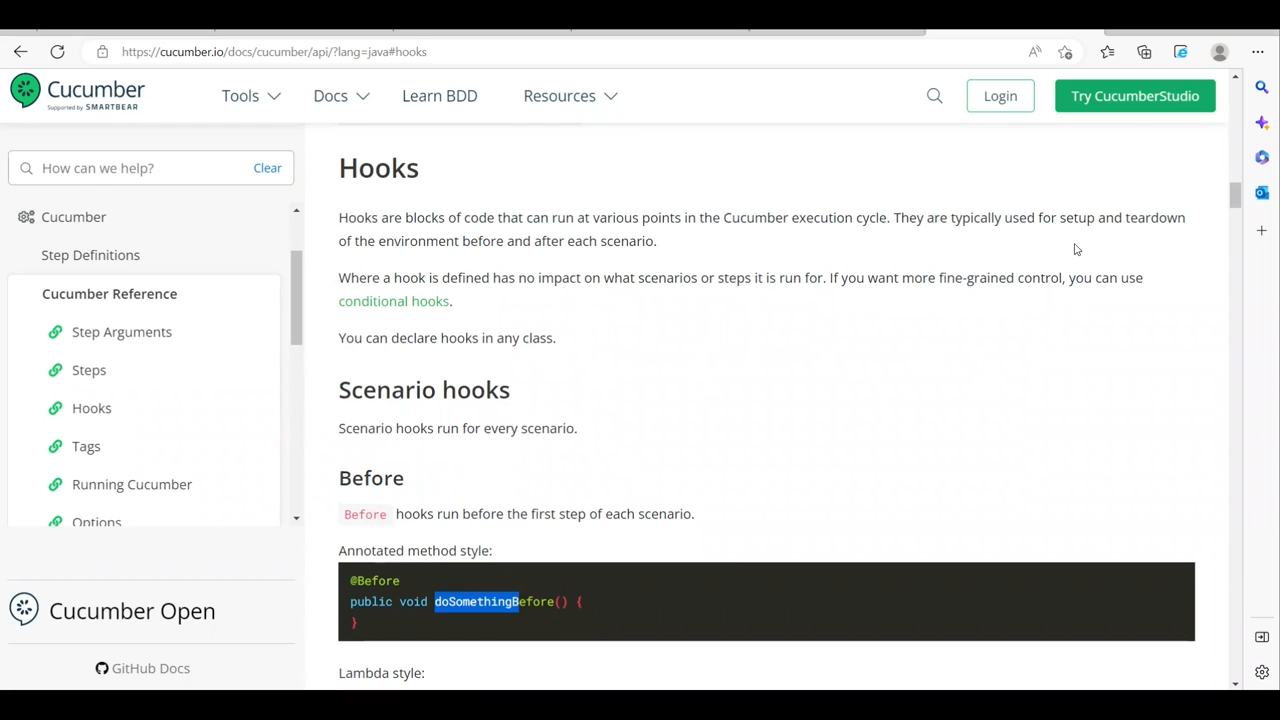 https://cucumber.io/docs/cucumber/api/?lang=java#hooks
Cucumber
Supported by SMARTBEAR
Tools
Docs
Learn BDD
Resources
Login
Try CucumberStudio
How can we help?
Clear
Cucumber
Step Definitions
Cucumber Reference
Step Arguments
Steps
Hooks
Tags
Running Cucumber
Options
Cucumber Open
GitHub Docs
Hooks
Hooks are blocks of code that can run at various points in the Cucumber execution cycle. They are typically used for setup and teardown
of the environment before and after each scenario.
Where a hook is defined has no impact on what scenarios or steps it is run for. If you want more fine-grained control, you can use
conditional hooks.
You can declare hooks in any class.
Scenario hooks
Scenario hooks run for every scenario.
Before
Before hooks run before the first step of each scenario.
Annotated method style:
@Before
public void doSomethingBefore() {
}
Lambda style: